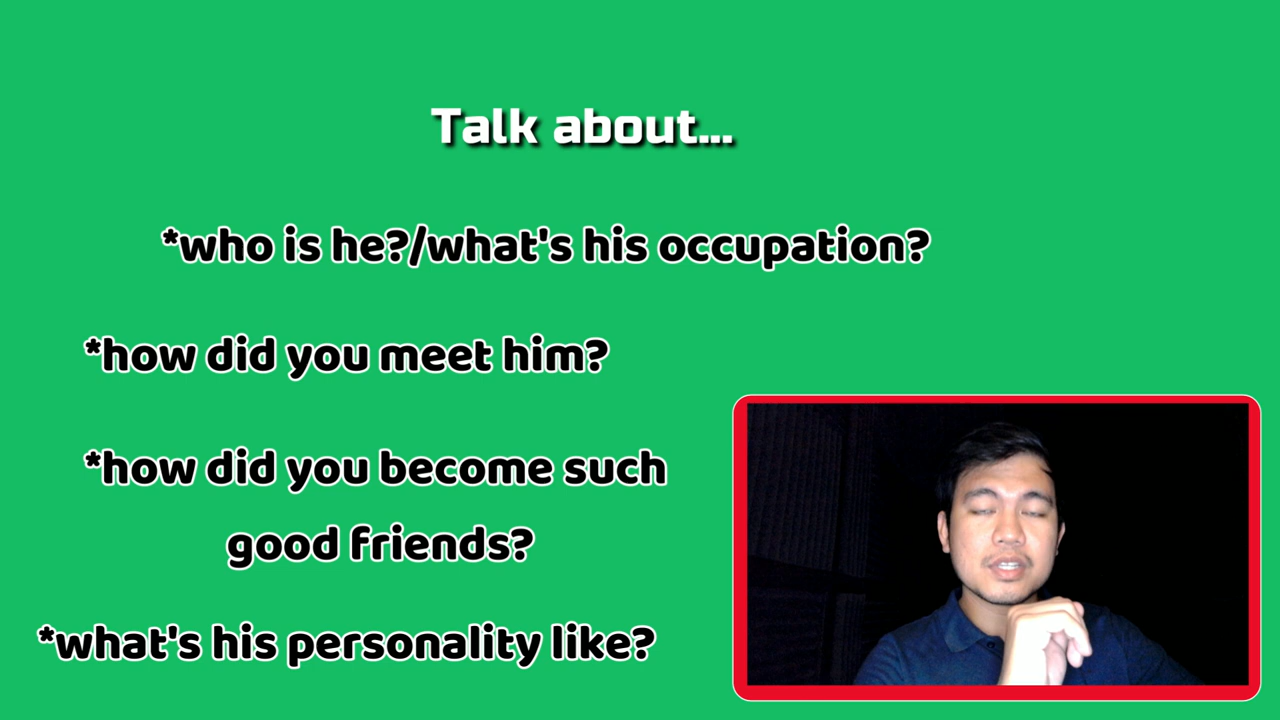 Talk about...
*who is he?/what's his occupation?
*how did you meet him?
*how did you become such
good friends?
*what's his personality like?